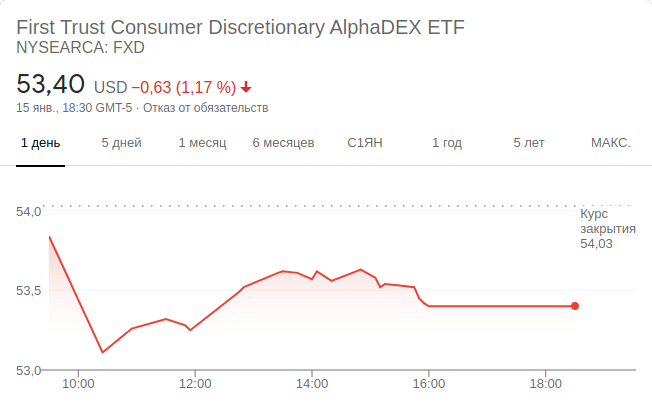 First Trust Consumer Discretionary AlphaDEX ETF
NYSEARCA: FXD
53,40 USD −0,63 (1,17 %)
15 янв., 18:30 GMT-5 · Отказ от обязательств
1 день 5 дней 1 месяц 6 месяцев С1ЯН 1 год 5 лет МАКС.
54,0
Курс
закрытия
54,03
53,5
53,0
10:00 12:00 14:00 16:00 18:00